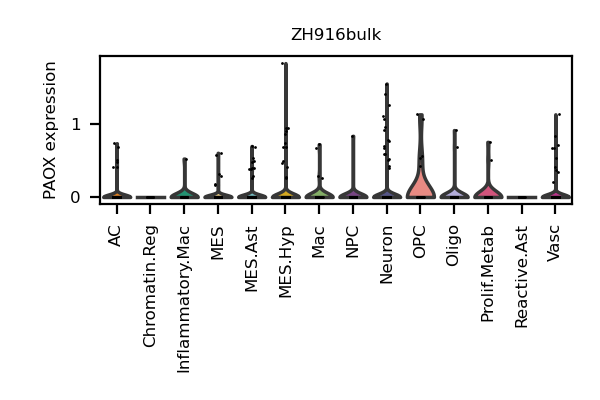 ZH916bulk
PAOX expression
1
0
AC
Chromatin.Reg
Inflammatory.Mac
MES
MES.Ast
MES.Hyp
Mac
NPC
Neuron
OPC
Oligo
Prolif.Metab
Reactive.Ast
Vasc